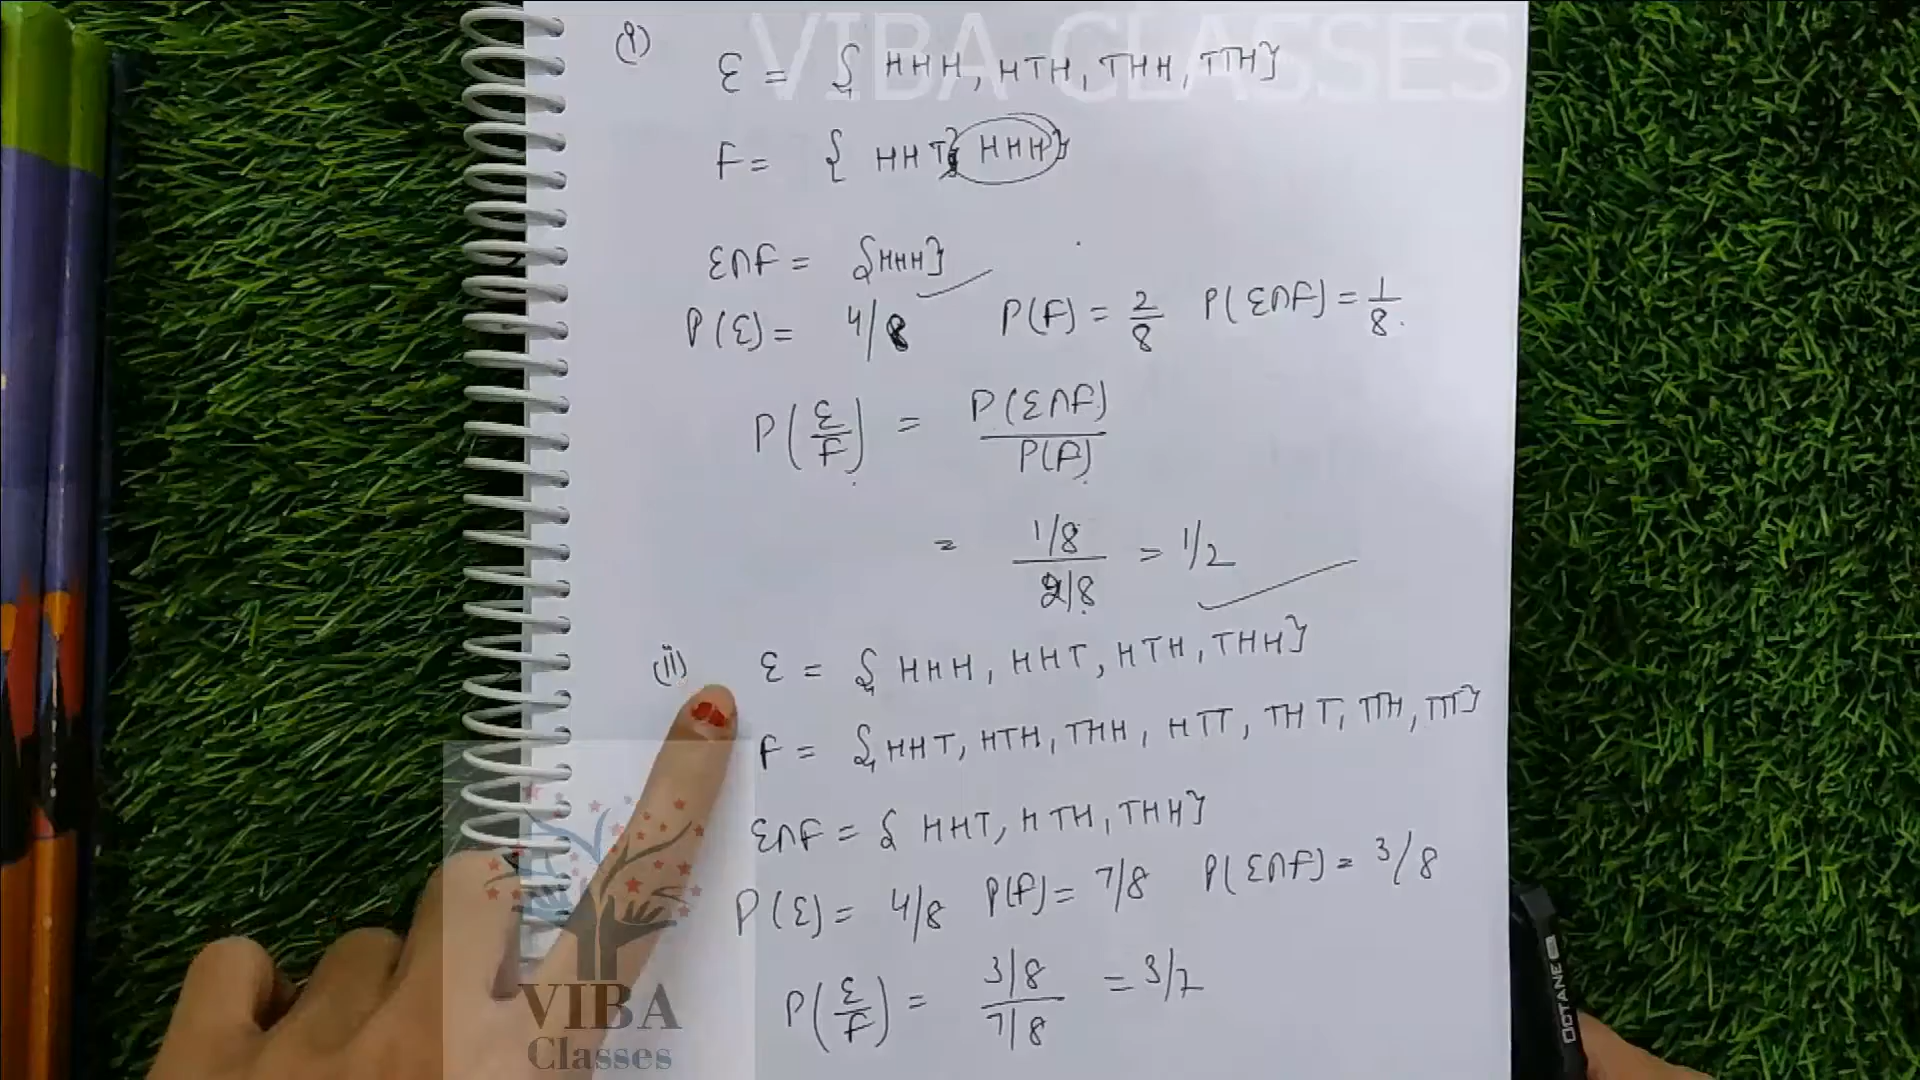 VIBA CLASSES
(i)
E = { HHH, HTH, THH, TTH}
F = { HHT, HHH}
E∩F = {HHH}
P(E) = 4/8 P(F) = 2/8 P(E∩F) = 1/8.
P(E/F) = P(E∩F)/P(F)
= 1/8 / 2/8 = 1/2
(ii) E = { HHH, HHT, HTH, THH}
F = { HHT, HTH, THH, HTT, THT, TTH, TTT}
E∩F = { HHT, HTH, THH}
P(E) = 4/8 P(F) = 7/8 P(E∩F) = 3/8
P(E/F) = 3/8 / 7/8 = 3/7
VIBA
Classes
OCTANE